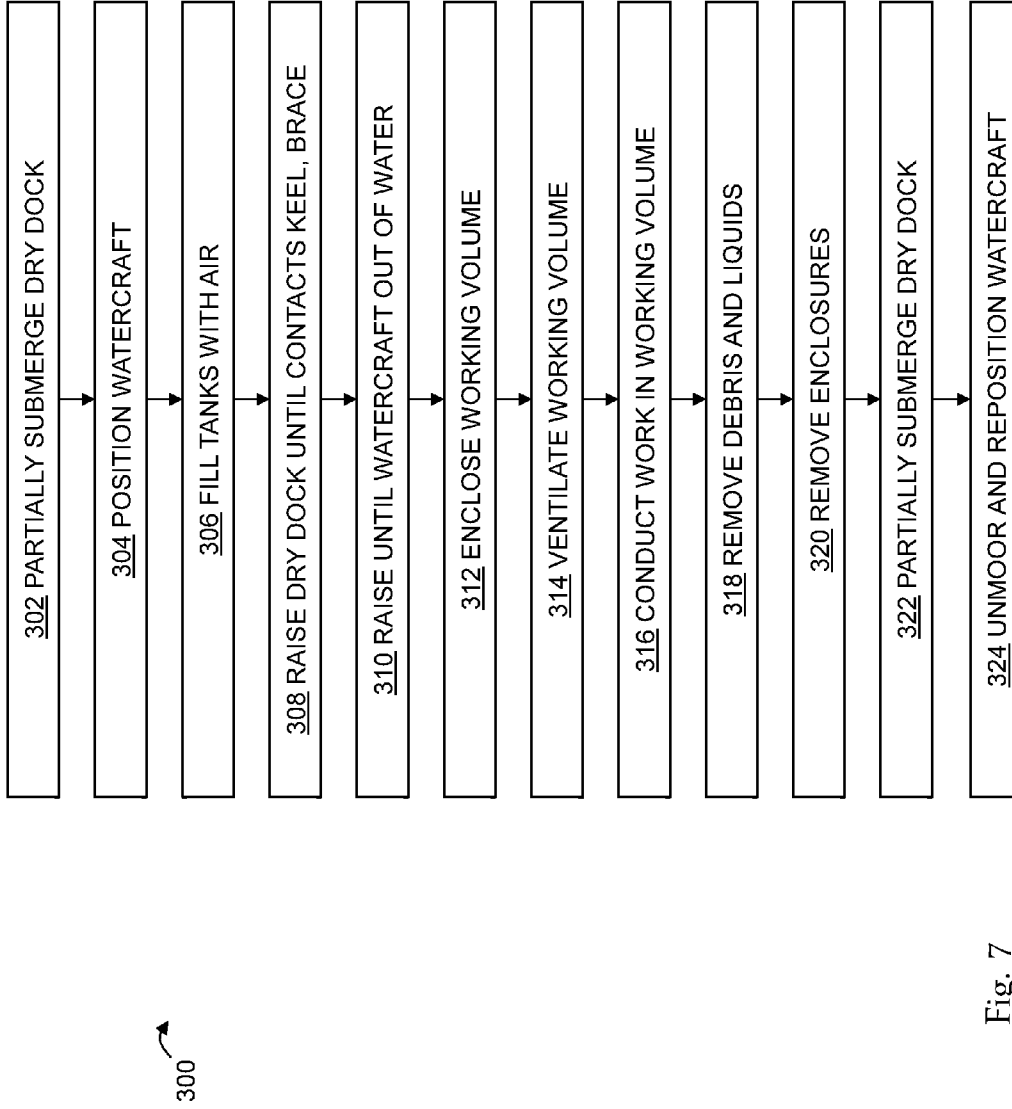 300
302 PARTIALLY SUBMERGE DRY DOCK
304 POSITION WATERCRAFT
306 FILL TANKS WITH AIR
308 RAISE DRY DOCK UNTIL CONTACTS KEEL, BRACE
310 RAISE UNTIL WATERCRAFT OUT OF WATER
312 ENCLOSE WORKING VOLUME
314 VENTILATE WORKING VOLUME
316 CONDUCT WORK IN WORKING VOLUME
318 REMOVE DEBRIS AND LIQUIDS
320 REMOVE ENCLOSURES
322 PARTIALLY SUBMERGE DRY DOCK
324 UNMOOR AND REPOSITION WATERCRAFT
Fig. 7